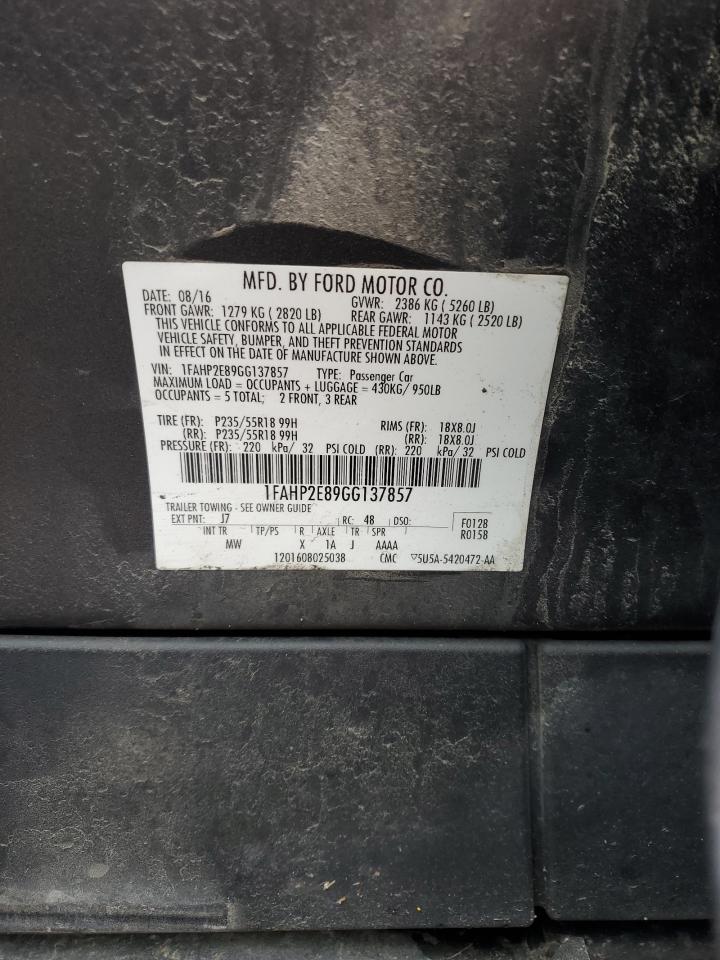 MFD. BY FORD MOTOR CO.
DATE: 08/16 GVWR: 2386 KG ( 5260 LB)
FRONT GAWR: 1279 KG ( 2820 LB) REAR GAWR: 1143 KG ( 2520 LB)
THIS VEHICLE CONFORMS TO ALL APPLICABLE FEDERAL MOTOR
VEHICLE SAFETY, BUMPER, AND THEFT PREVENTION STANDARDS
IN EFFECT ON THE DATE OF MANUFACTURE SHOWN ABOVE.
VIN: 1FAHP2E89GG137857 TYPE: Passenger Car
MAXIMUM LOAD = OCCUPANTS + LUGGAGE = 430KG/ 950LB
OCCUPANTS = 5 TOTAL; 2 FRONT, 3 REAR
TIRE (FR): P235/55R18 99H RIMS (FR): 18X8.0J
(RR): P235/55R18 99H (RR): 18X8.0J
PRESSURE (FR): 220 kPa/ 32 PSI COLD (RR): 220 kPa/ 32 PSI COLD
1FAHP2E89GG137857
TRAILER TOWING - SEE OWNER GUIDE
EXT PNT: J7 RC: 48 DSO: F0128
INT TR TP/PS R AXLE TR SPR R0158
MW X 1A J AAAA
1201608025038 CMC ▽5U5A-5420472-AA